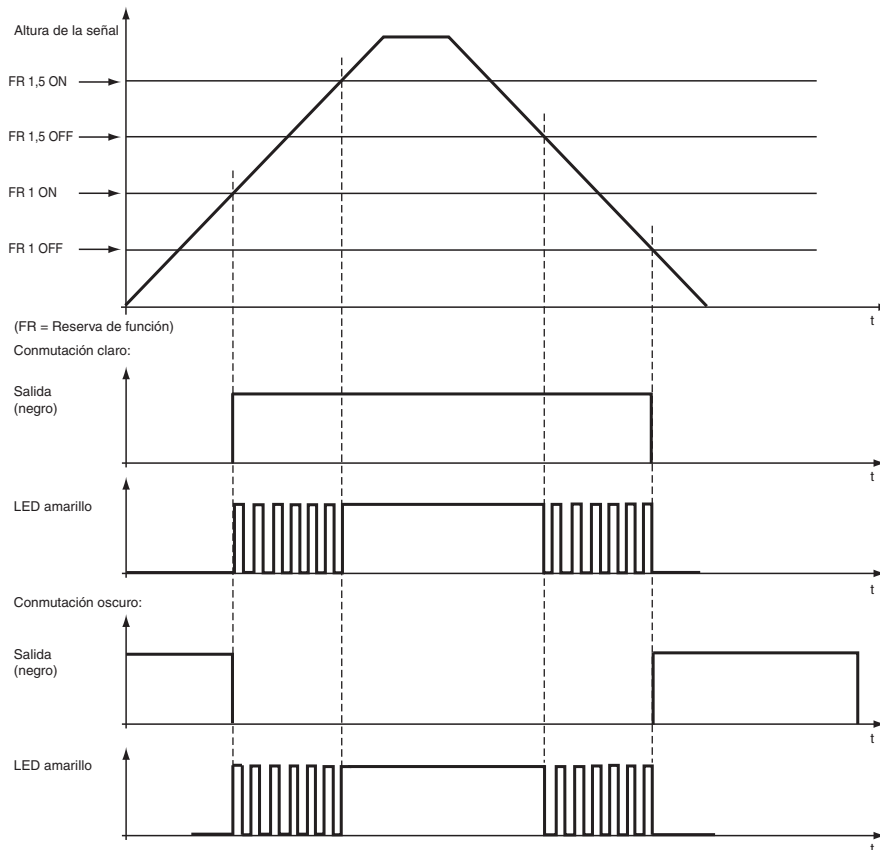 Altura de la señal
FR 1,5 ON
FR 1,5 OFF
FR 1 ON
FR 1 OFF
t
(FR = Reserva de función)
Conmutación claro:
Salida
(negro)
t
LED amarillo
t
Conmutación oscuro:
Salida
(negro)
t
LED amarillo
t